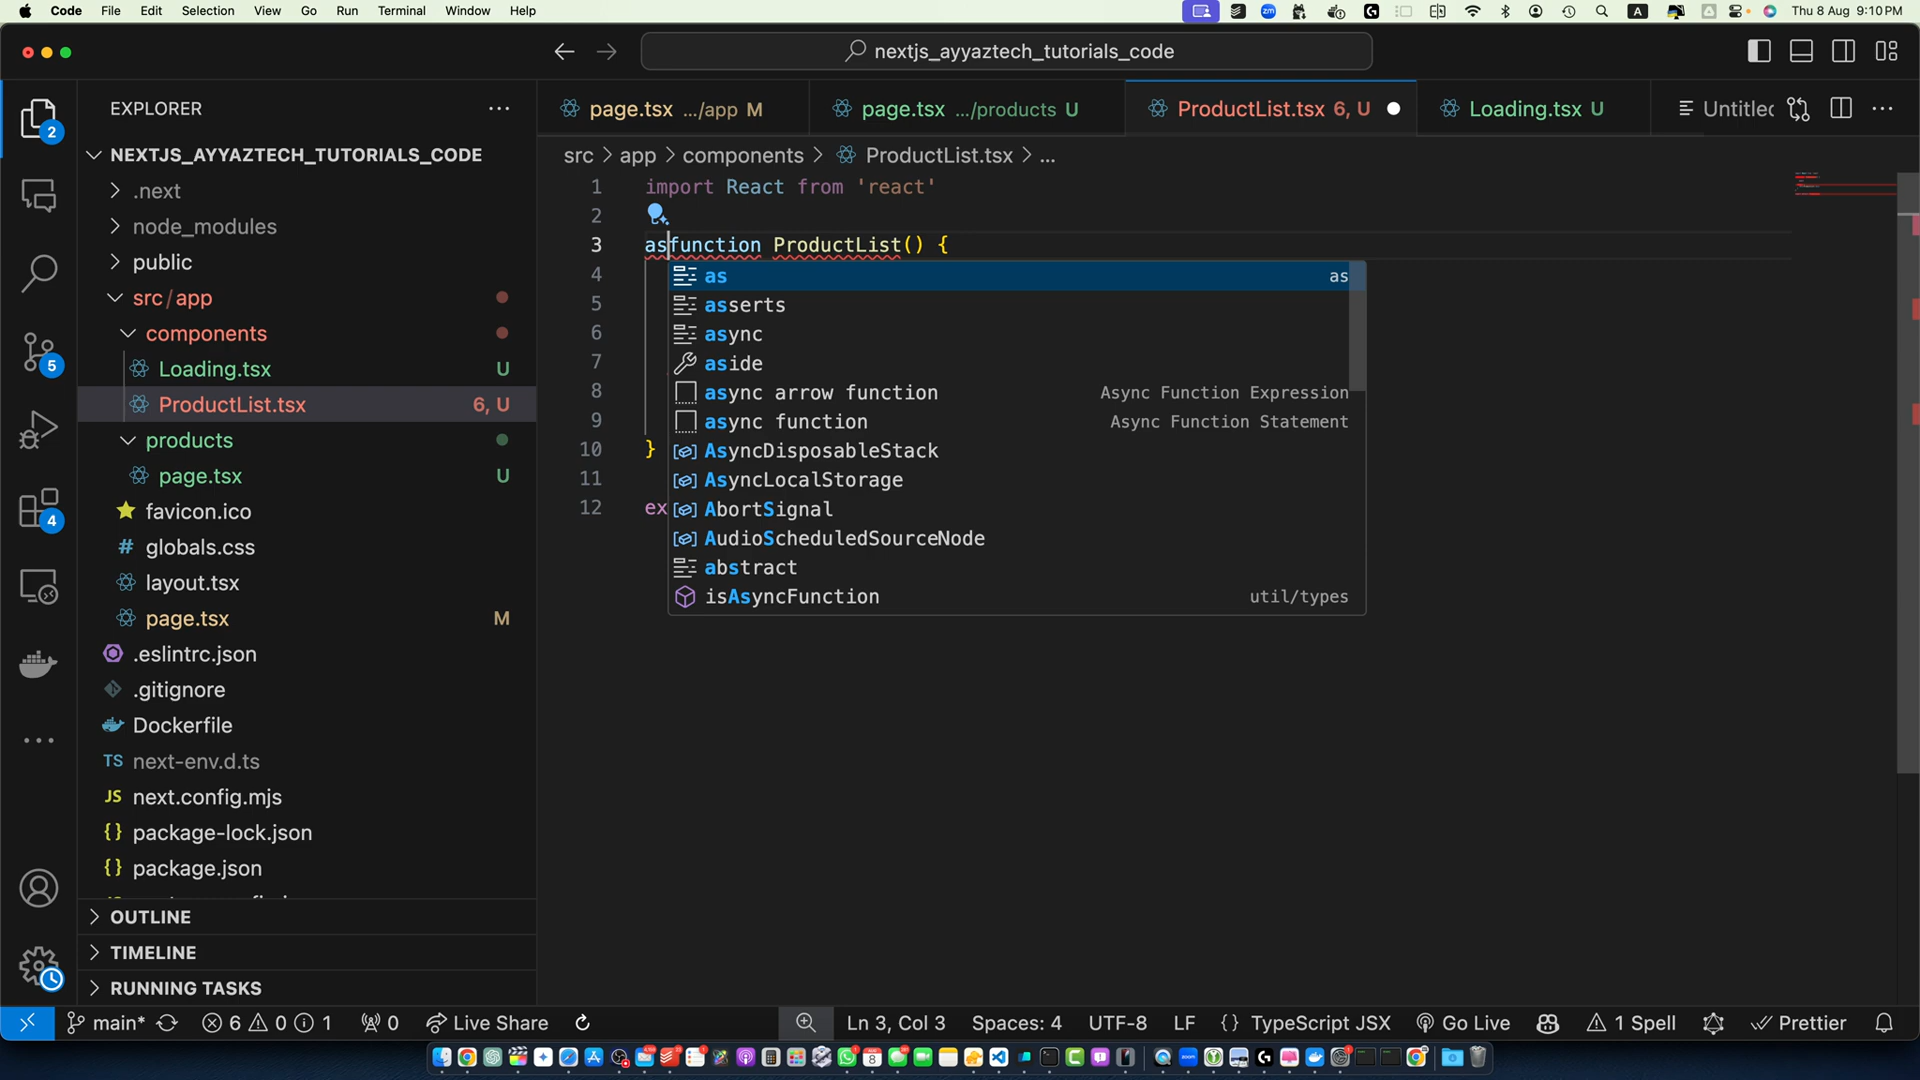 Code File Edit Selection View Go Run Terminal Window Help
Thu 8 Aug 9:10 PM
nextjs_ayyaztech_tutorials_code
EXPLORER
2
NEXTJS_AYYAZTECH_TUTORIALS_CODE
.next
node_modules
public
src/app
components
Loading.tsx U
ProductList.tsx 6, U
products
page.tsx U
favicon.ico
globals.css
layout.tsx
page.tsx M
.eslintrc.json
.gitignore
Dockerfile
TS next-env.d.ts
JS next.config.mjs
{} package-lock.json
{} package.json
OUTLINE
TIMELINE
RUNNING TASKS
5
4
page.tsx .../app M
page.tsx .../products U
ProductList.tsx 6, U
Loading.tsx U
Untitled
src > app > components > ProductList.tsx > ...
1 import React from 'react'
2
3 asfunction ProductList() {
4
5
6
7
8
9
10 }
11
12 ex
as as
asserts
async
aside
async arrow function Async Function Expression
async function Async Function Statement
AsyncDisposableStack
AsyncLocalStorage
AbortSignal
AudioScheduledSourceNode
abstract
isAsyncFunction util/types
main* 6 0 1 0 Live Share
Ln 3, Col 3 Spaces: 4 UTF-8 LF {} TypeScript JSX Go Live 1 Spell Prettier